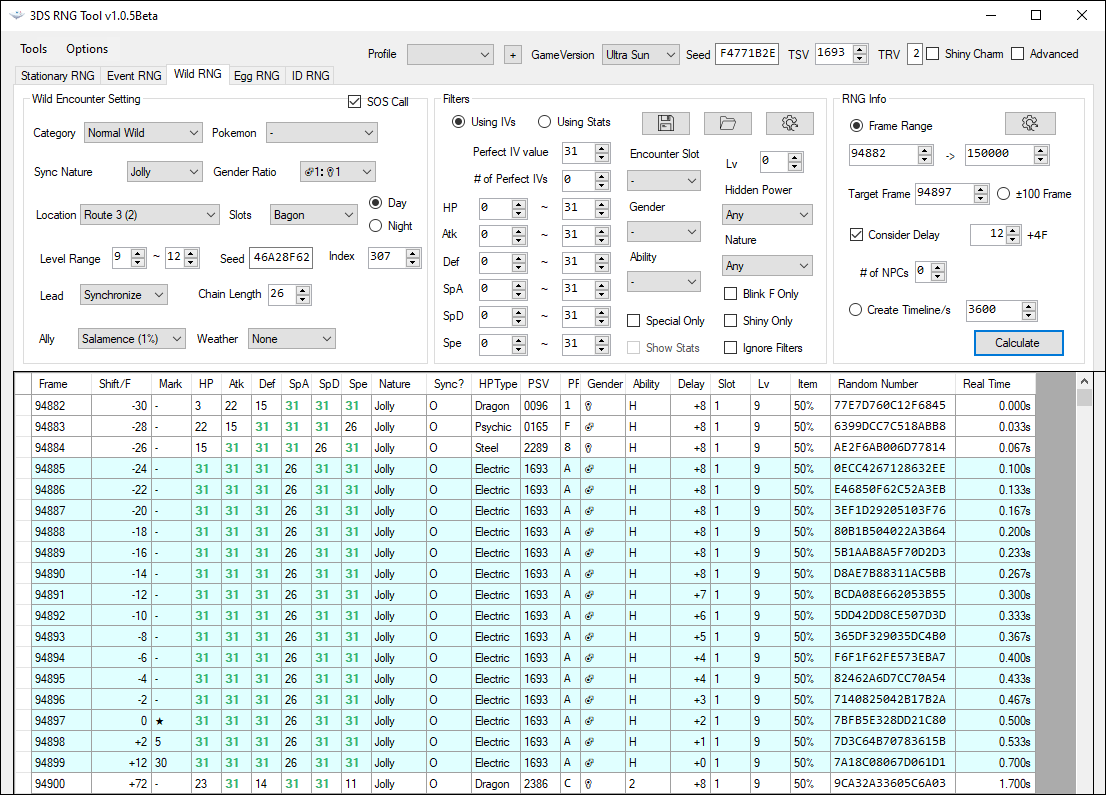 3DS RNG Tool v1.0.5Beta
Tools Options
Profile + GameVersion Ultra Sun Seed F4771B2E TSV 1693 TRV 2 Shiny Charm Advanced
Stationary RNG Event RNG Wild RNG Egg RNG ID RNG
Wild Encounter Setting
SOS Call
Category Normal Wild Pokemon -
Sync Nature Jolly Gender Ratio ♂1: ♀1
Location Route 3 (2) Slots Bagon Day
Night
Level Range 9 ~ 12 Seed 46A28F62 Index 307
Lead Synchronize Chain Length 26
Ally Salamence (1%) Weather None
Filters
Using IVs Using Stats
Perfect IV value 31
# of Perfect IVs 0
HP 0 ~ 31
Atk 0 ~ 31
Def 0 ~ 31
SpA 0 ~ 31
SpD 0 ~ 31
Spe 0 ~ 31
Encounter Slot
-
Gender
-
Ability
-
Special Only
Show Stats
Lv 0
Hidden Power
Any
Nature
Any
Blink F Only
Shiny Only
Ignore Filters
RNG Info
Frame Range
94882 -> 150000
Target Frame 94897 ±100 Frame
Consider Delay 12 +4F
# of NPCs 0
Create Timeline/s 3600
Calculate
Frame Shift/F Mark HP Atk Def SpA SpD Spe Nature Sync? HPType PSV PF Gender Ability Delay Slot Lv Item Random Number Real Time
94882 -30 - 3 22 15 31 31 31 Jolly O Dragon 0096 1 ♀ H +8 1 9 50% 77E7D760C12F6845 0.000s
94883 -28 - 22 15 31 31 31 26 Jolly O Psychic 0165 F ♂ H +8 1 9 50% 6399DCC7C518ABB8 0.033s
94884 -26 - 15 31 31 31 26 31 Jolly O Steel 2289 8 ♀ H +8 1 9 50% AE2F6AB006D77814 0.067s
94885 -24 - 31 31 31 26 31 31 Jolly O Electric 1693 A ♂ H +8 1 9 50% 0ECC4267128632EE 0.100s
94886 -22 - 31 31 31 26 31 31 Jolly O Electric 1693 A ♂ H +8 1 9 50% E46850F62C52A3EB 0.133s
94887 -20 - 31 31 31 26 31 31 Jolly O Electric 1693 A ♂ H +8 1 9 50% 3EF1D29205103F76 0.167s
94888 -18 - 31 31 31 26 31 31 Jolly O Electric 1693 A ♂ H +8 1 9 50% 80B1B504022A3B64 0.200s
94889 -16 - 31 31 31 26 31 31 Jolly O Electric 1693 A ♂ H +8 1 9 50% 5B1AAB8A5F70D2D3 0.233s
94890 -14 - 31 31 31 26 31 31 Jolly O Electric 1693 A ♂ H +8 1 9 50% D8AE7B88311AC5BB 0.267s
94891 -12 - 31 31 31 26 31 31 Jolly O Electric 1693 A ♂ H +7 1 9 50% BCDA08E662053B55 0.300s
94892 -10 - 31 31 31 26 31 31 Jolly O Electric 1693 A ♂ H +6 1 9 50% 5DD42DD8CE507D3D 0.333s
94893 -8 - 31 31 31 26 31 31 Jolly O Electric 1693 A ♂ H +5 1 9 50% 365DF329035DC4B0 0.367s
94894 -6 - 31 31 31 26 31 31 Jolly O Electric 1693 A ♂ H +4 1 9 50% F6F1F62FE573EBA7 0.400s
94895 -4 - 31 31 31 26 31 31 Jolly O Electric 1693 A ♂ H +4 1 9 50% 82462A6D7CC70A54 0.433s
94896 -2 - 31 31 31 26 31 31 Jolly O Electric 1693 A ♂ H +3 1 9 50% 7140825042B17B2A 0.467s
94897 0 ★ 31 31 31 26 31 31 Jolly O Electric 1693 A ♂ H +2 1 9 50% 7BFB5E328DD21C80 0.500s
94898 +2 5 31 31 31 26 31 31 Jolly O Electric 1693 A ♂ H +1 1 9 50% 7D3C64B70783615B 0.533s
94899 +12 30 31 31 31 26 31 31 Jolly O Electric 1693 A ♂ H +0 1 9 50% 7A18C08067D061D1 0.700s
94900 +72 - 23 31 14 31 31 11 Jolly O Dragon 2386 C ♀ 2 +8 1 9 50% 9CA32A33605C6A03 1.700s